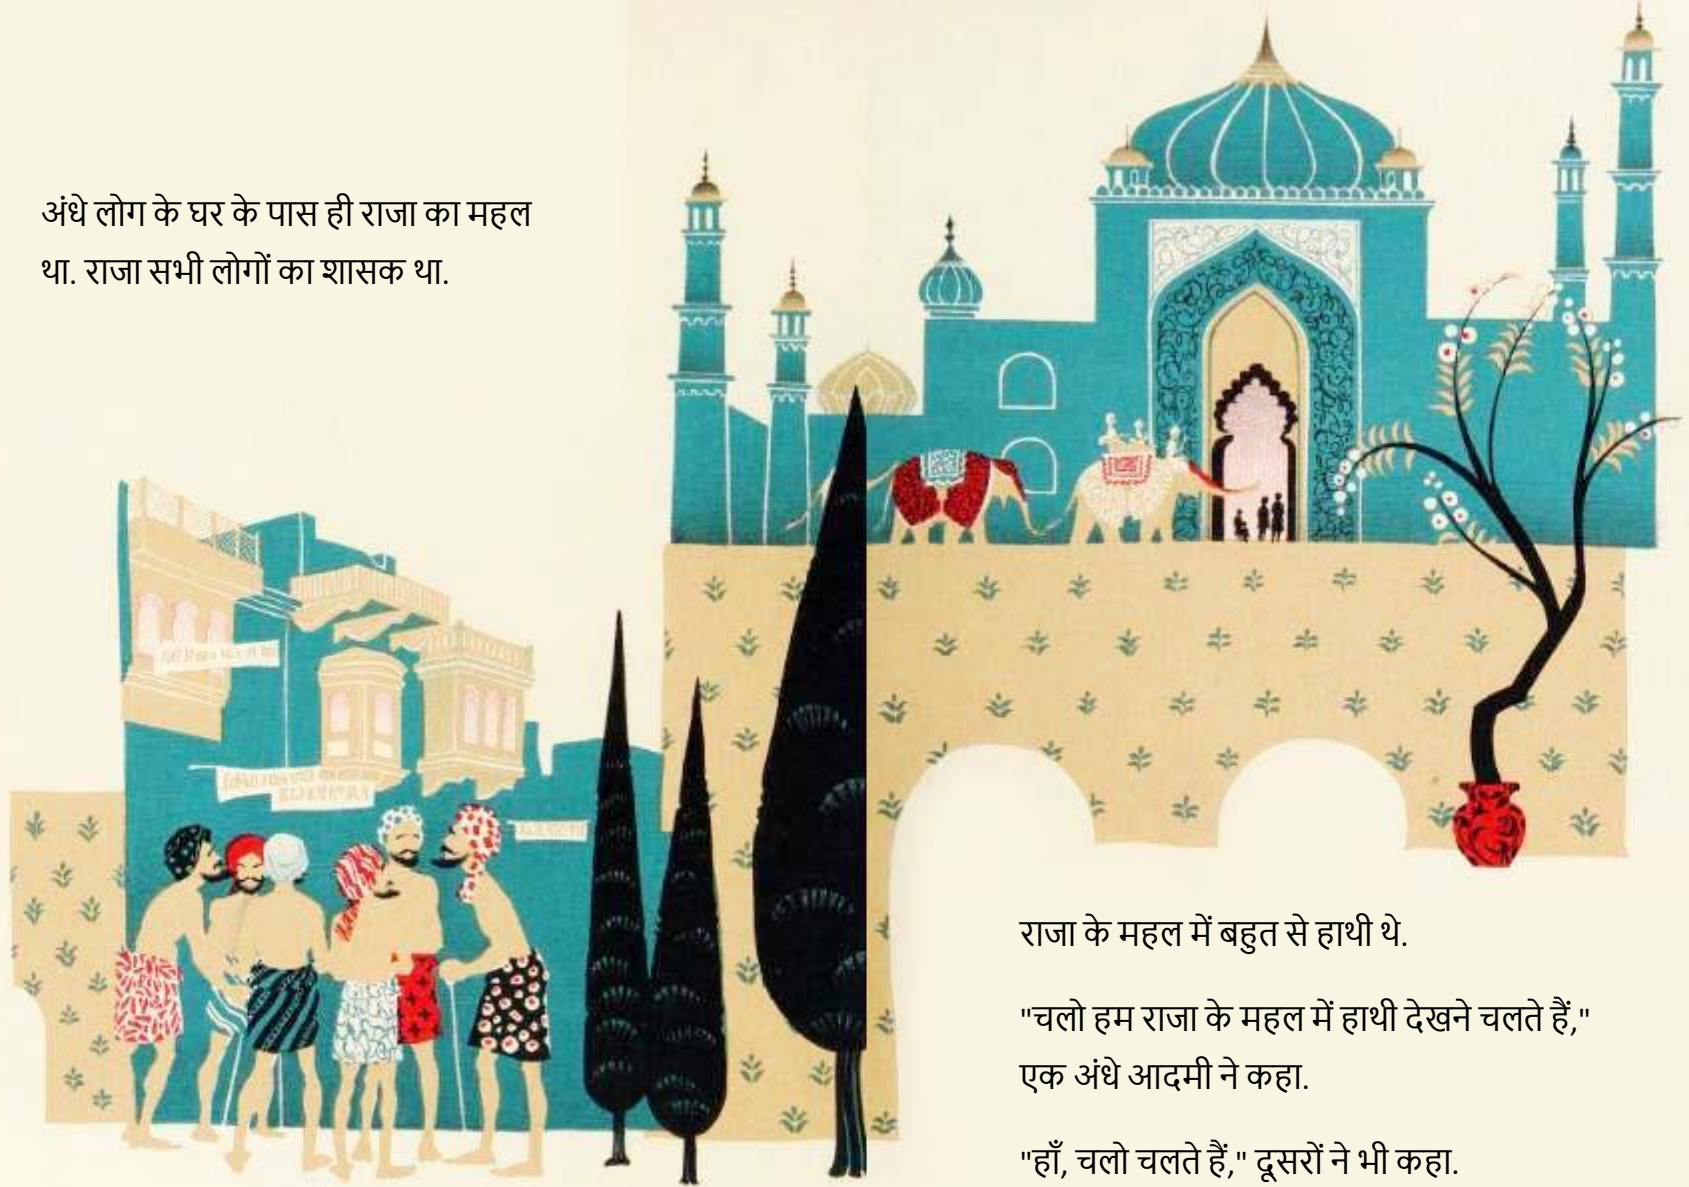 अंधे लोग के घर के पास ही राजा का महल
था. राजा सभी लोगों का शासक था.
राजा के महल में बहुत से हाथी थे.
"चलो हम राजा के महल में हाथी देखने चलते हैं,"
एक अंधे आदमी ने कहा.
"हाँ, चलो चलते हैं," दूसरों ने भी कहा.